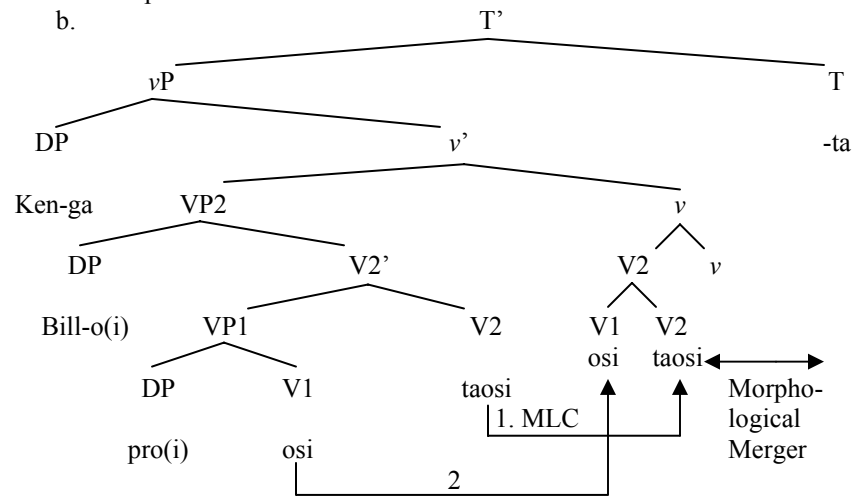 b. T’
vP T
DP v’ -ta
Ken-ga VP2 v
DP V2’ V2 v
Bill-o(i) VP1 V2 V1 V2
osi taosi
DP V1 taosi Morpho-
1. MLC logical
pro(i) osi Merger
2